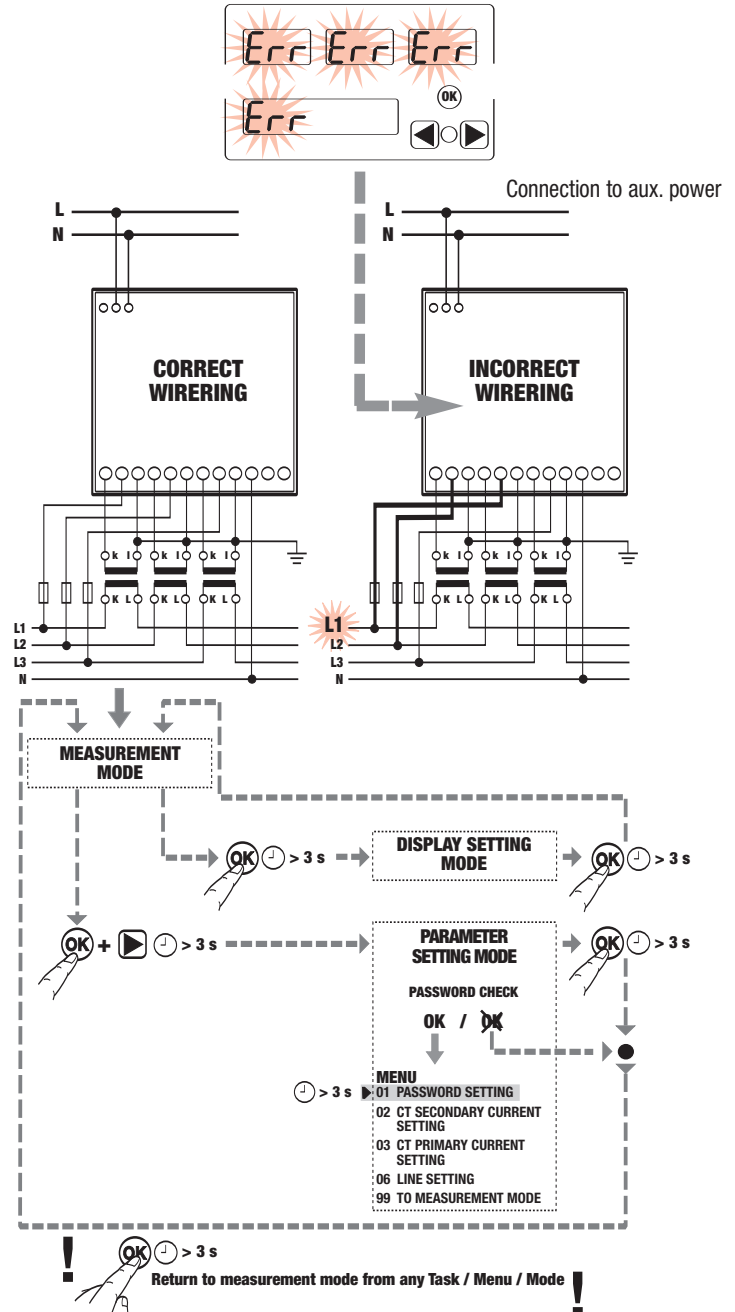 Err Err Err
Err
OK
Connection to aux. power
L
N
L
N
CORRECT
WIRERING
INCORRECT
WIRERING
k l k l k l
k l k l k l
K L K L K L
K L K L K L
L1
L2
L3
N
L1
L2
L3
N
MEASUREMENT
MODE
OK > 3 s
DISPLAY SETTING
MODE
OK > 3 s
OK + > 3 s
PARAMETER
SETTING MODE
OK > 3 s
PASSWORD CHECK
OK / OK
MENU
> 3 s 01 PASSWORD SETTING
02 CT SECONDARY CURRENT
SETTING
03 CT PRIMARY CURRENT
SETTING
06 LINE SETTING
99 TO MEASUREMENT MODE
! OK > 3 s
Return to measurement mode from any Task / Menu / Mode !